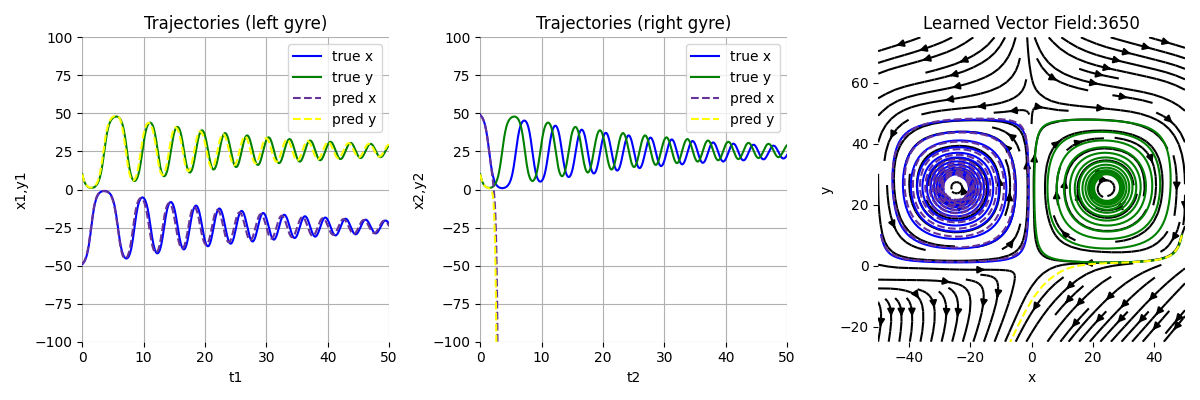 Trajectories (left gyre)
100
75
50
25
0
−25
−50
−75
−100
0
10
20
30
40
50
x1,y1
t1
true x
true y
pred x
pred y
Trajectories (right gyre)
100
75
50
25
0
−25
−50
−75
−100
0
10
20
30
40
50
x2,y2
t2
true x
true y
pred x
pred y
Learned Vector Field:3650
60
40
20
0
−20
−40
−20
0
20
40
y
x